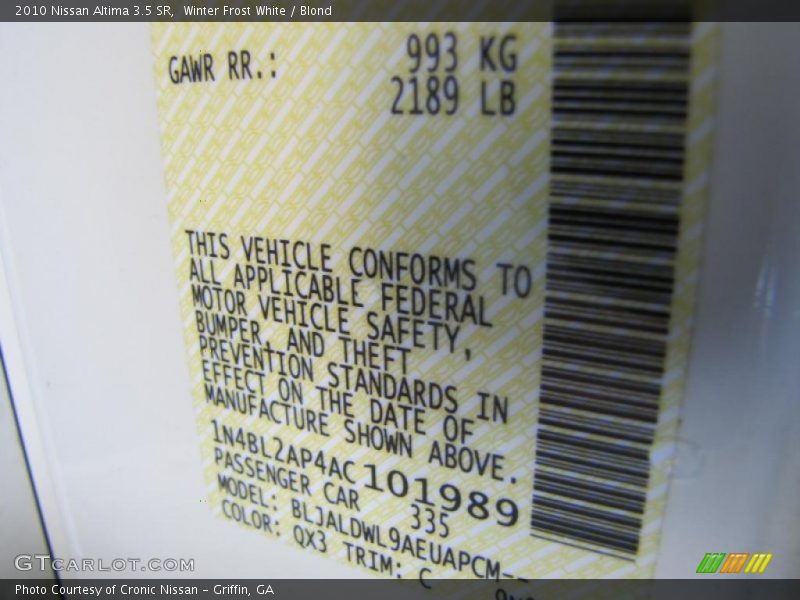 2010 Nissan Altima 3.5 SR,  Winter Frost White / Blond
GAWR RR.: 993 KG
2189 LB
THIS VEHICLE CONFORMS TO
ALL APPLICABLE FEDERAL
MOTOR VEHICLE SAFETY,
BUMPER, AND THEFT
PREVENTION STANDARDS IN
EFFECT ON THE DATE OF
MANUFACTURE SHOWN ABOVE.
1N4BL2AP4AC101989
PASSENGER CAR 335
MODEL: BLJALDWL9AEUAPCM--
COLOR: QX3 TRIM: C
GTCARLOT.COM
Photo Courtesy of Cronic Nissan – Griffin, GA